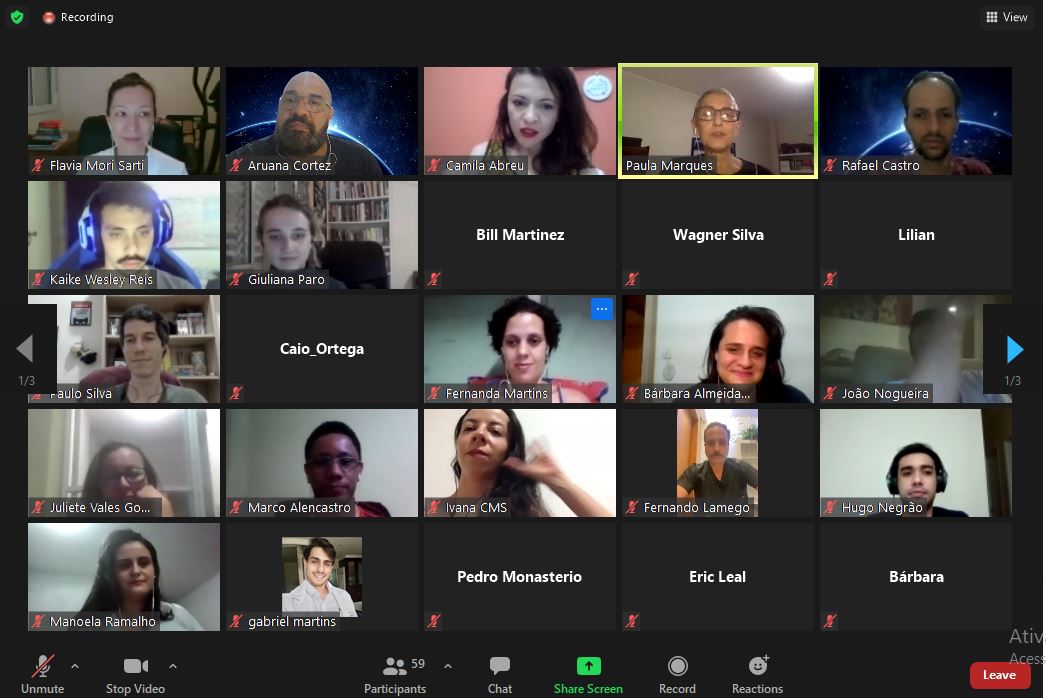 Recording
View
Flavia Mori Sarti
Aruana Cortez
Camila Abreu
Paula Marques
Rafael Castro
Kaike Wesley Reis
Giuliana Paro
Bill Martinez
Wagner Silva
Lilian
Paulo Silva
Caio_Ortega
Fernanda Martins
Bárbara Almeida...
João Nogueira
1/3
1/3
Juliete Vales Go...
Marco Alencastro
Ivana CMS
Fernando Lamego
Hugo Negrão
Manoela Ramalho
gabriel martins
Pedro Monasterio
Eric Leal
Bárbara
Ativ
Acess
Unmute
Stop Video
59
Participants
Chat
Share Screen
Record
Reactions
Leave